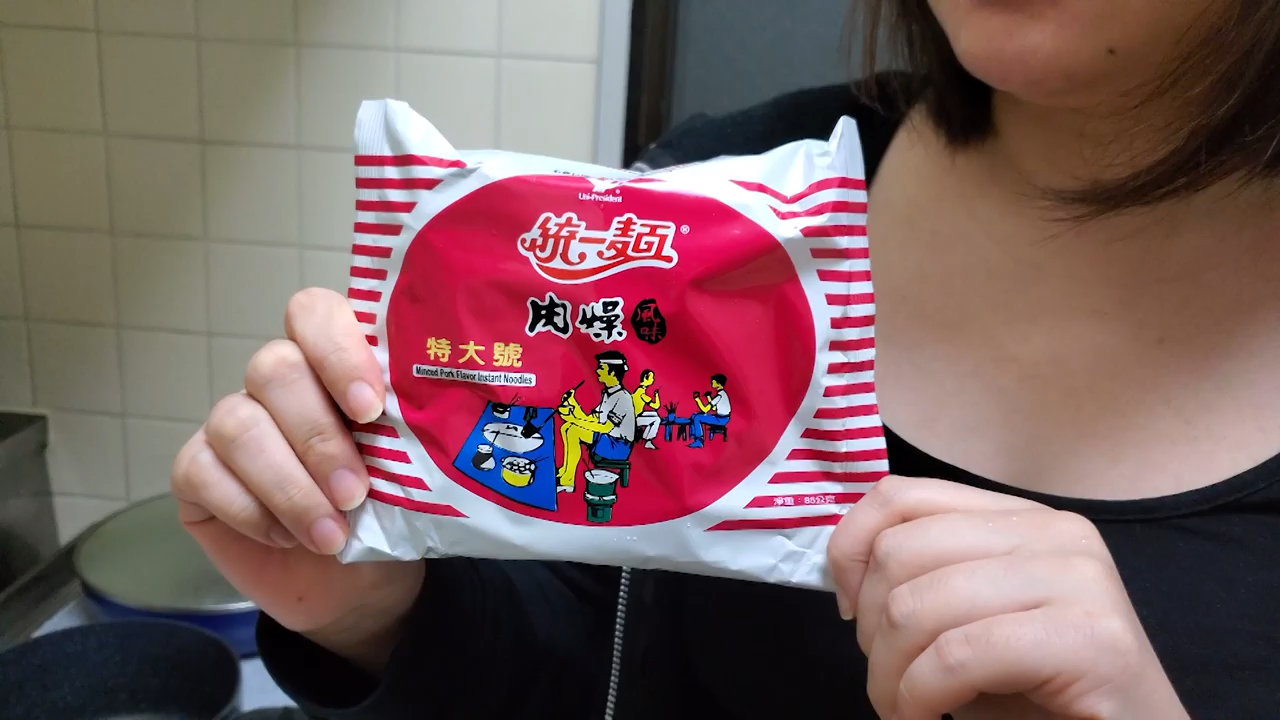 Uni-President
統一麵®
肉燥風味
特大號
Minced Pork Flavor Instant Noodles
淨重：85公克